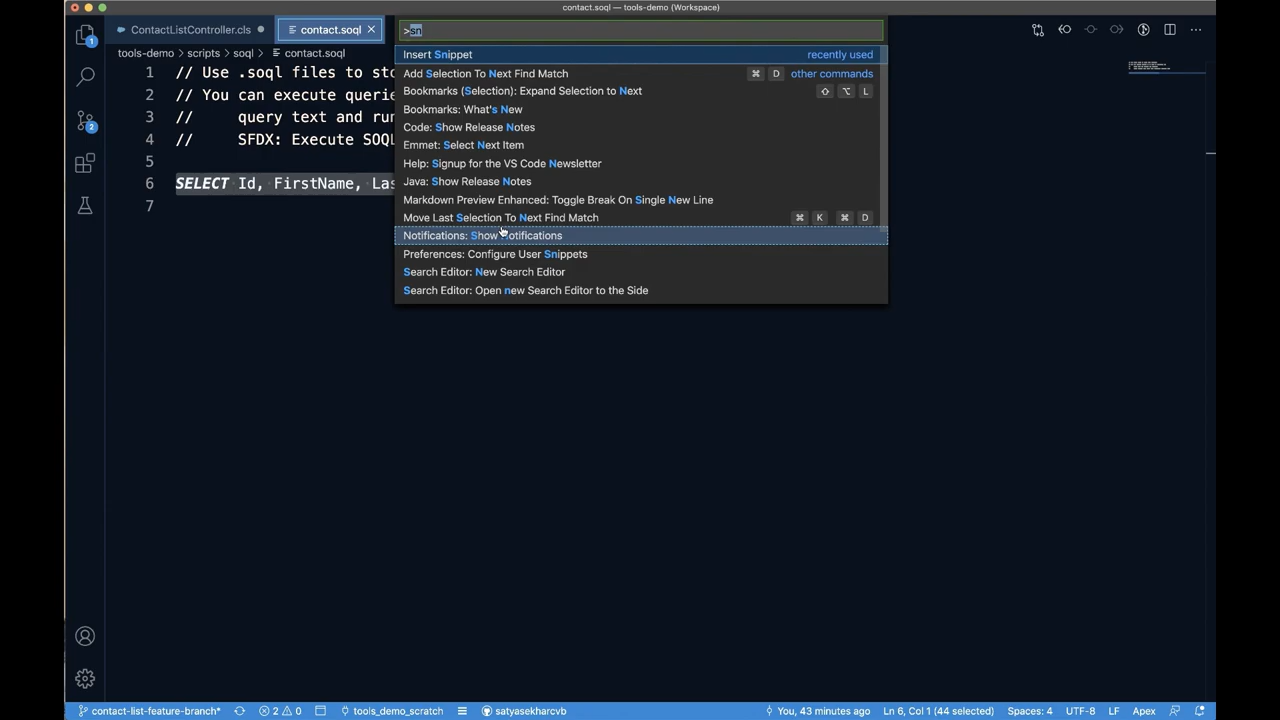 contact.soql — tools-demo (Workspace)
ContactListController.cls
contact.soql
>sn
tools-demo > scripts > soql > contact.soql
1 // Use .soql files to sto
2 // You can execute querie
3 // query text and run
4 // SFDX: Execute SOQL
5
6 SELECT Id, FirstName, Las
7
Insert Snippet recently used
Add Selection To Next Find Match ⌘ D other commands
Bookmarks (Selection): Expand Selection to Next ⇧ ⌥ L
Bookmarks: What's New
Code: Show Release Notes
Emmet: Select Next Item
Help: Signup for the VS Code Newsletter
Java: Show Release Notes
Markdown Preview Enhanced: Toggle Break On Single New Line
Move Last Selection To Next Find Match ⌘ K ⌘ D
Notifications: Show Notifications
Preferences: Configure User Snippets
Search Editor: New Search Editor
Search Editor: Open new Search Editor to the Side
1
2
contact-list-feature-branch* 2 0 tools_demo_scratch satyasekharcvb You, 43 minutes ago Ln 6, Col 1 (44 selected) Spaces: 4 UTF-8 LF Apex